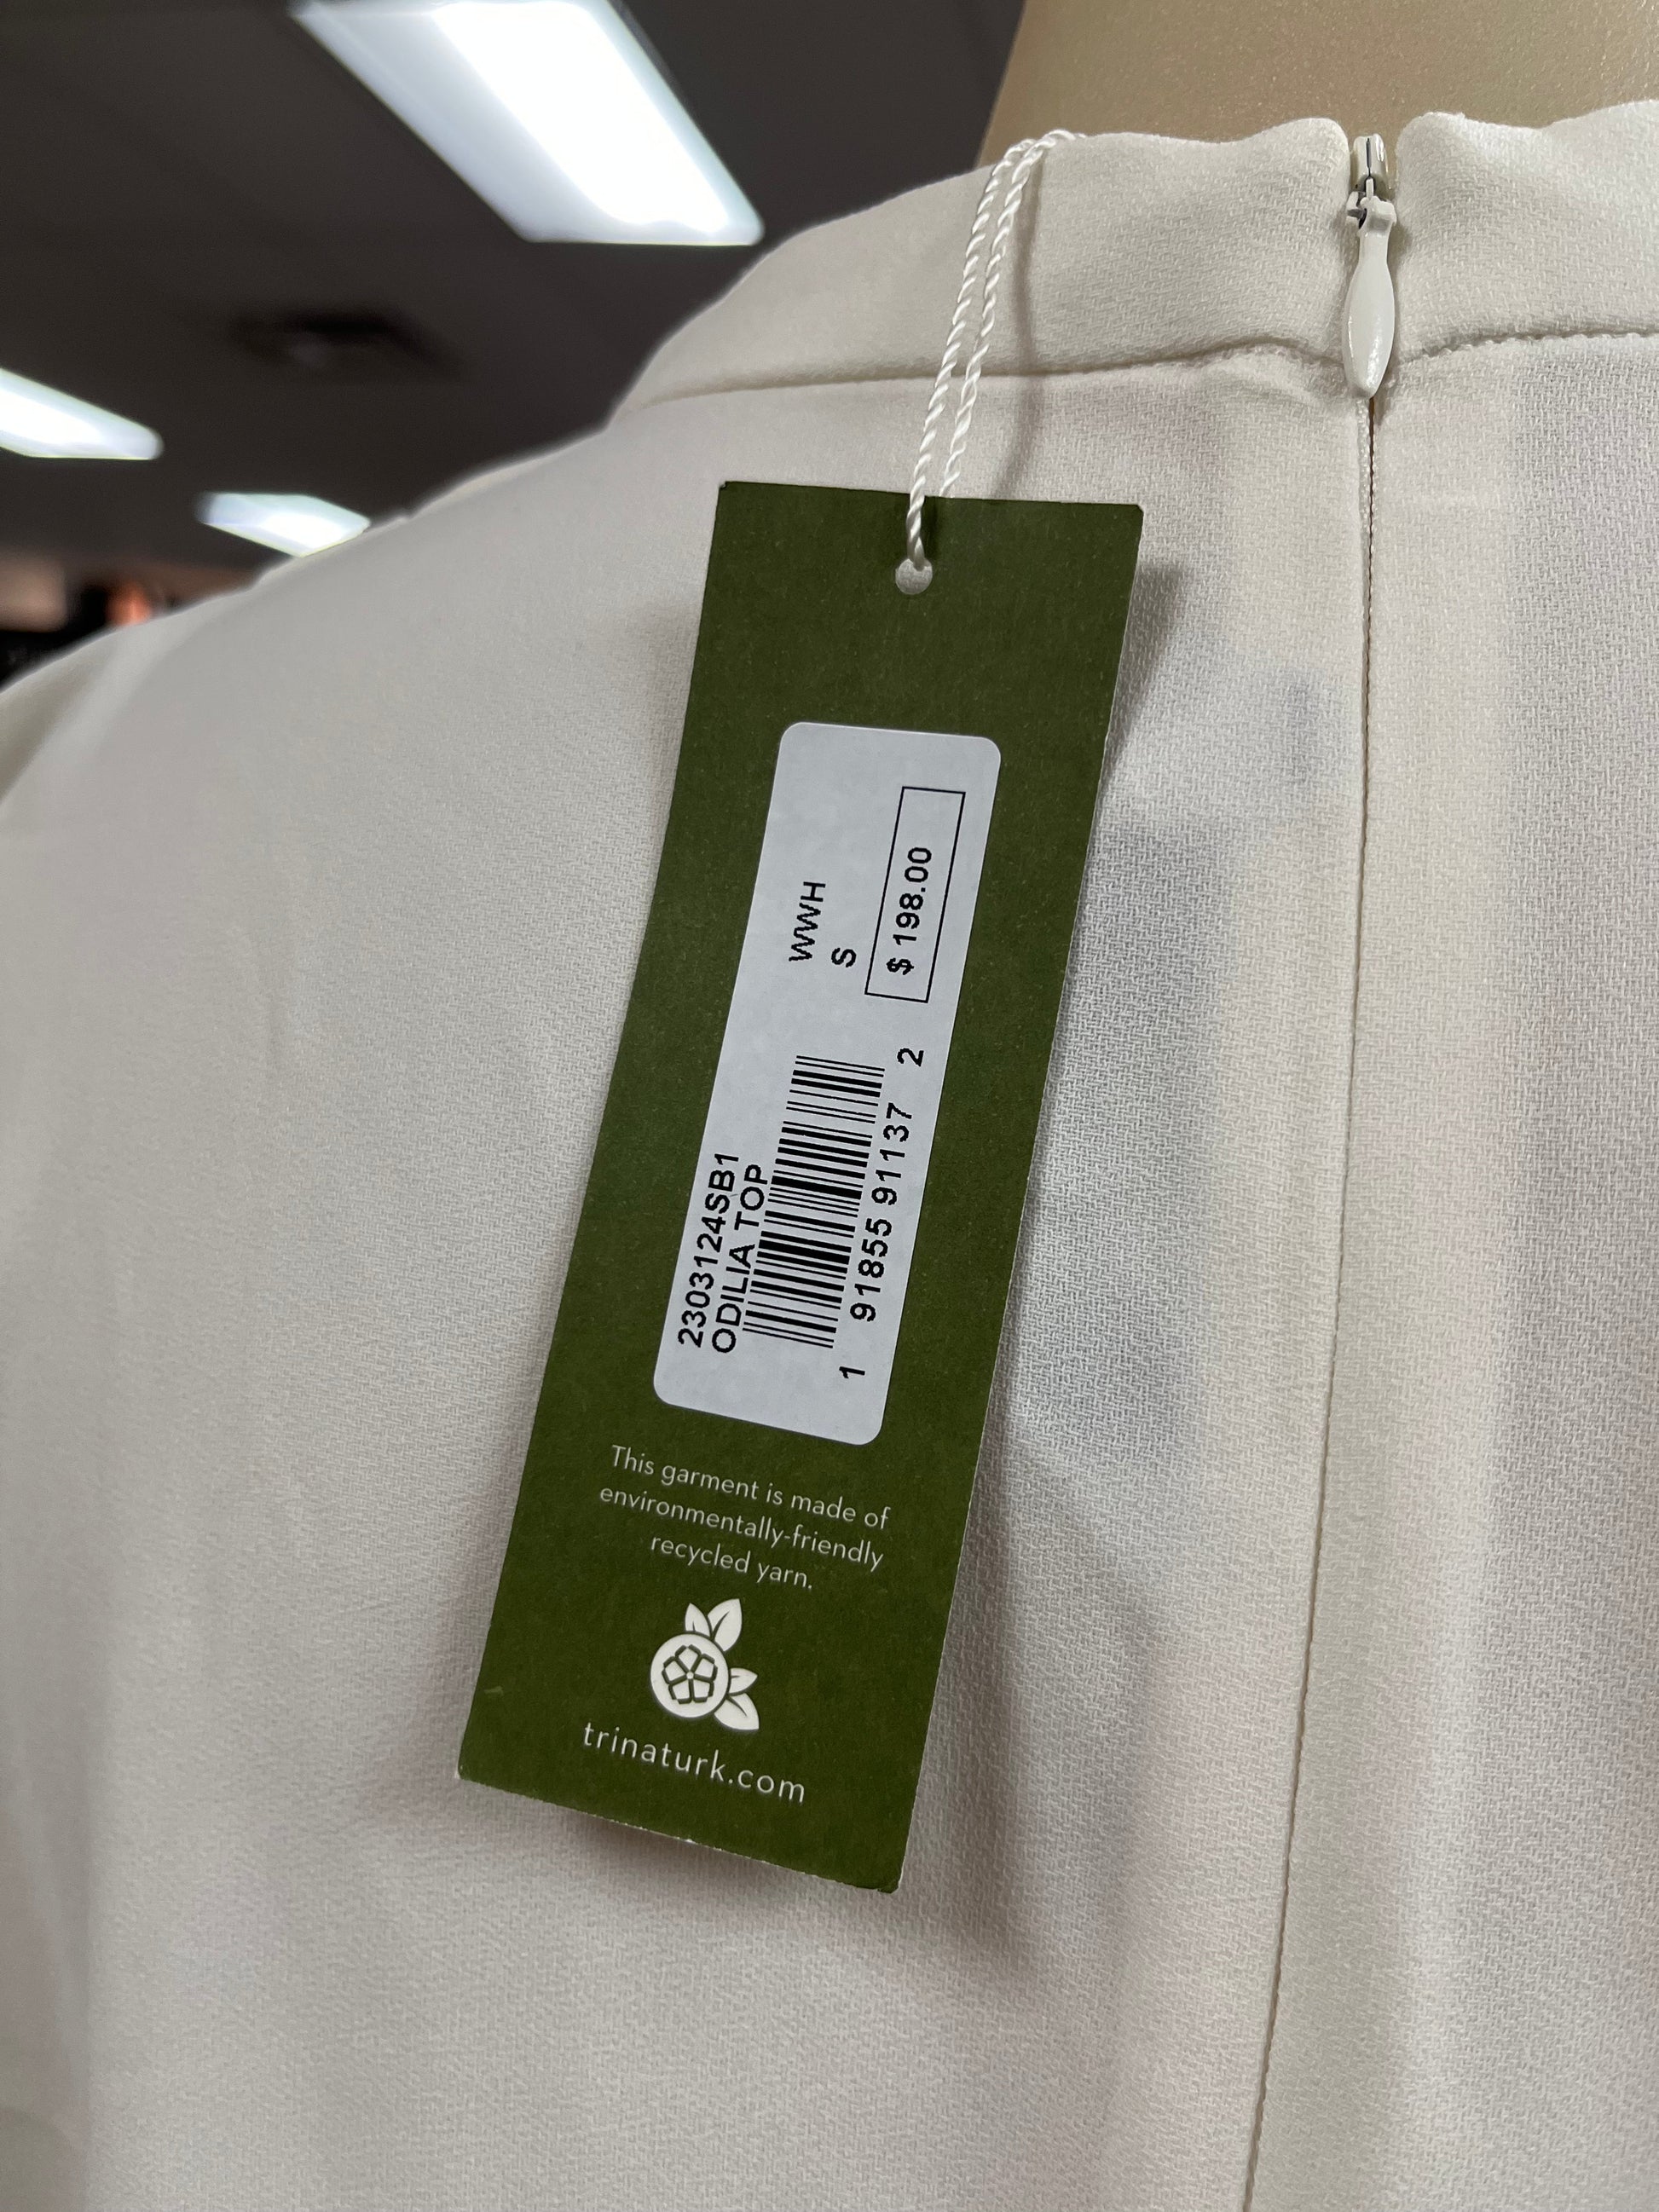 2303124SB1
ODILIA TOP
WWH
S
$ 198.00
1 91855 91137 2
This garment is made of
environmentally-friendly
recycled yarn.
trinaturk.com